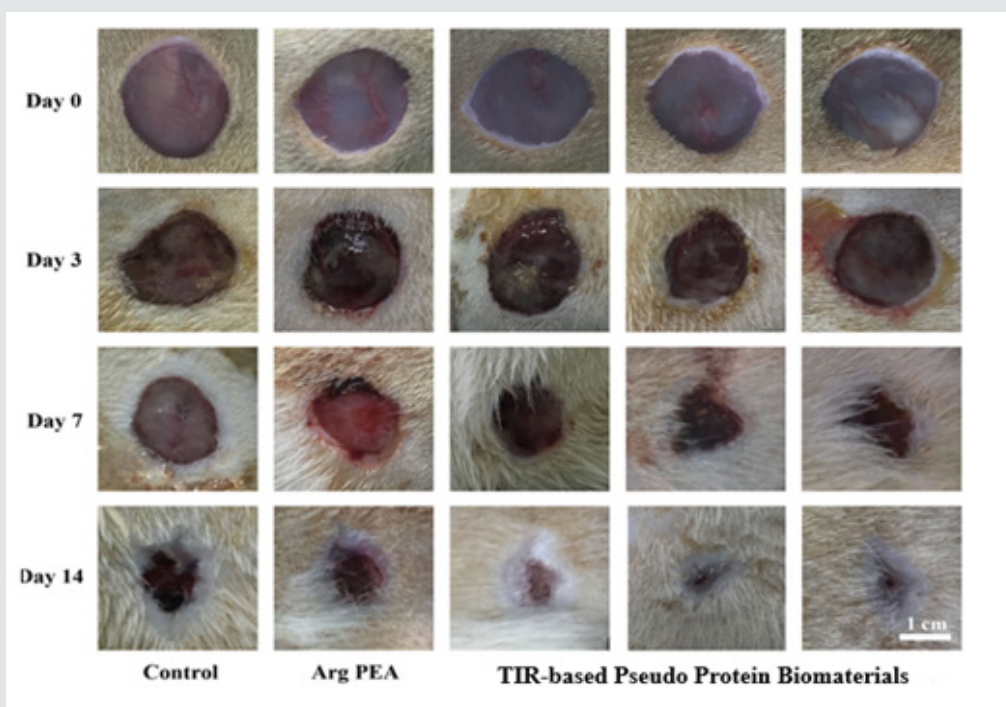 Day 0
Day 3
Day 7
Day 14
1 cm
Control
Arg PEA
TIR-based Pseudo Protein Biomaterials